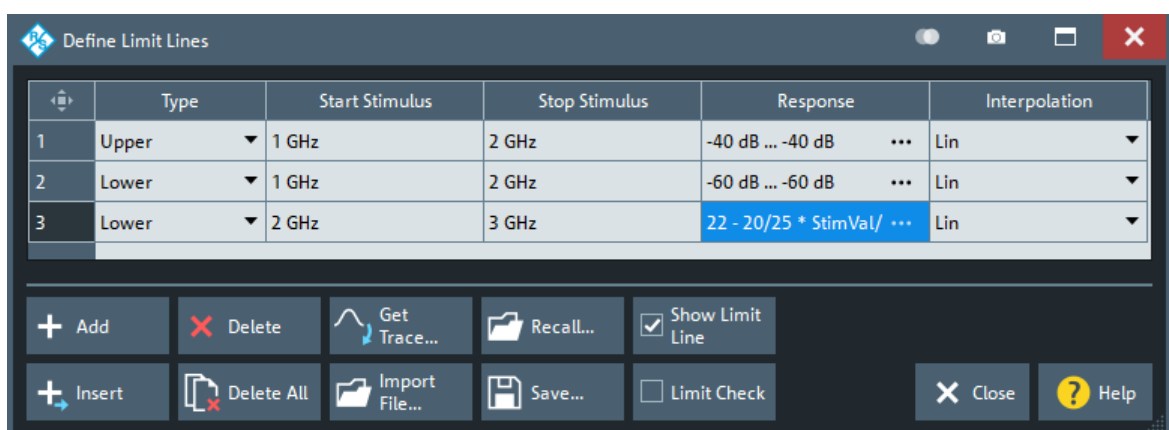 R&S Define Limit Lines
Type Start Stimulus Stop Stimulus Response Interpolation
1 Upper 1 GHz 2 GHz -40 dB ... -40 dB ••• Lin
2 Lower 1 GHz 2 GHz -60 dB ... -60 dB ••• Lin
3 Lower 2 GHz 3 GHz 22 - 20/25 * StimVal/ ••• Lin
Add
Delete
Get
Trace...
Recall...
Show Limit
Line
Insert
Delete All
Import
File...
Save...
Limit Check
Close
? Help